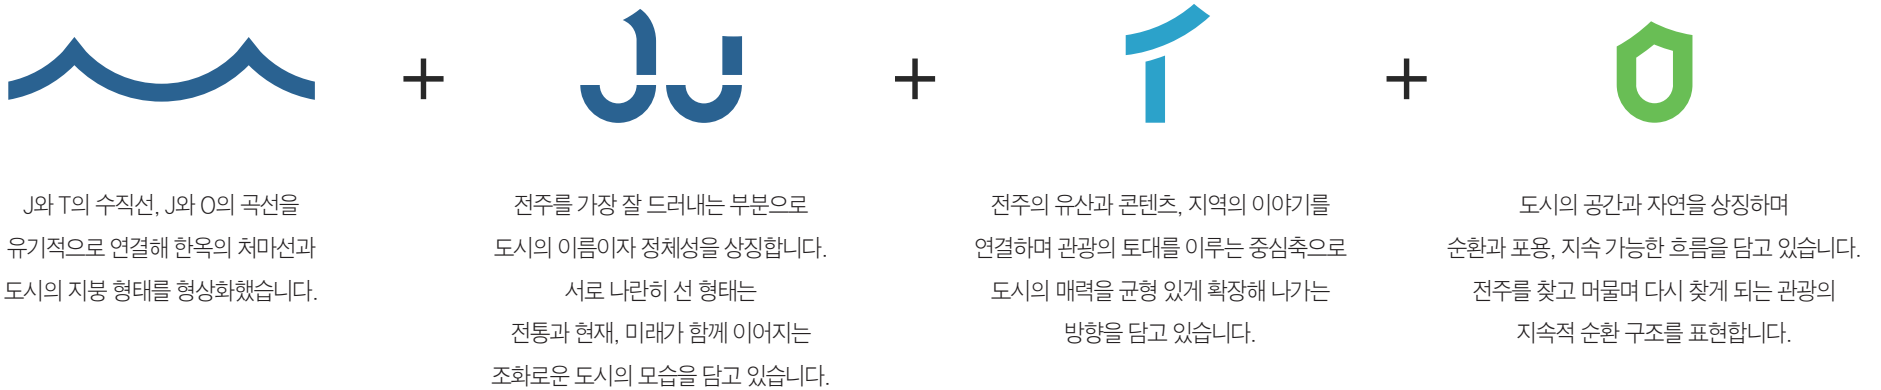 JJ
T
O
J와 T의 수직선, J와 O의 곡선을
유기적으로 연결해 한옥의 처마선과
도시의 지붕 형태를 형상화했습니다.
전주를 가장 잘 드러내는 부분으로
도시의 이름이자 정체성을 상징합니다.
서로 나란히 선 형태는
전통과 현재, 미래가 함께 이어지는
조화로운 도시의 모습을 담고 있습니다.
전주의 유산과 콘텐츠, 지역의 이야기를
연결하며 관광의 토대를 이루는 중심축으로
도시의 매력을 균형 있게 확장해 나가는
방향을 담고 있습니다.
도시의 공간과 자연을 상징하며
순환과 포용, 지속 가능한 흐름을 담고 있습니다.
전주를 찾고 머물며 다시 찾게 되는 관광의
지속적 순환 구조를 표현합니다.